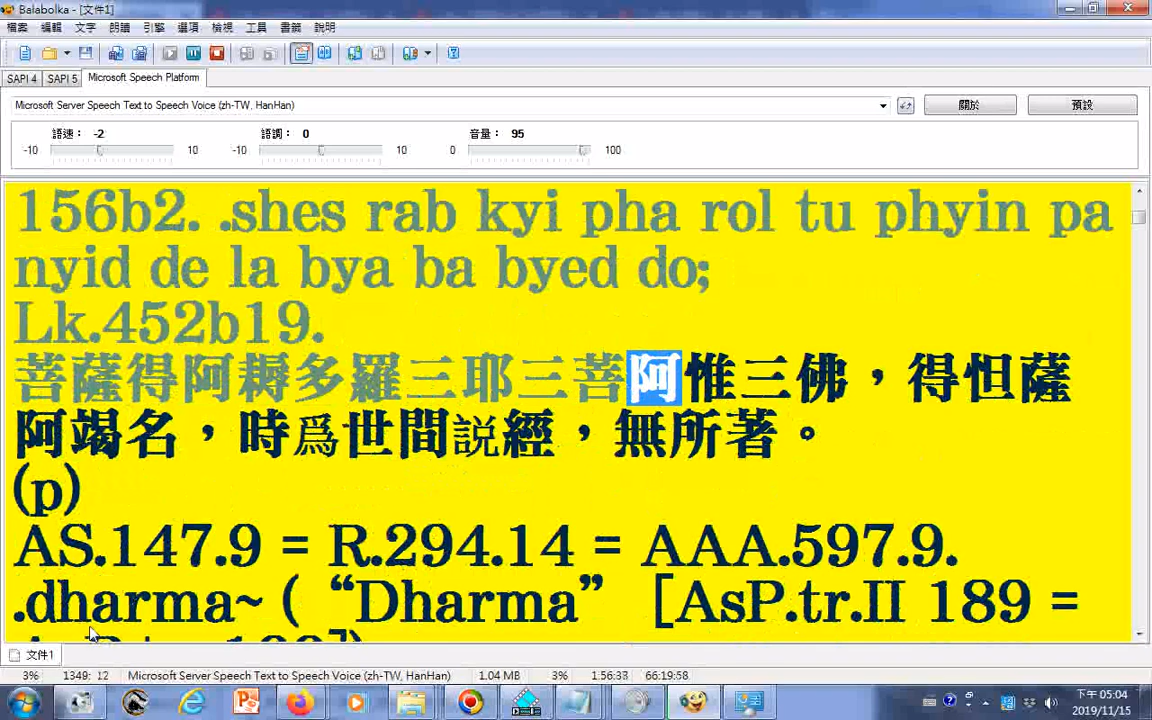 Balabolka - [文件1]
檔案 編輯 文字 朗讀 引擎 選項 檢視 工具 書籤 說明
SAPI 4 SAPI 5 Microsoft Speech Platform
Microsoft Server Speech Text to Speech Voice (zh-TW, HanHan) 關於 預設
語速： -2 語調： 0 音量： 95
-10 10 -10 10 0 100
156b2. .shes rab kyi pha rol tu phyin pa
nyid de la bya ba byed do;
Lk.452b19.
菩薩得阿耨多羅三耶三菩阿惟三佛，得怛薩
阿竭名，時爲世間説經，無所著。
(p)
AS.147.9 = R.294.14 = AAA.597.9.
.dharma~ (“Dharma” [AsP.tr.II 189 =
文件1
3% 1349: 12 Microsoft Server Speech Text to Speech Voice (zh-TW, HanHan) 1.04 MB 3% 1:56:33 66:19:58
下午 05:04
2019/11/15